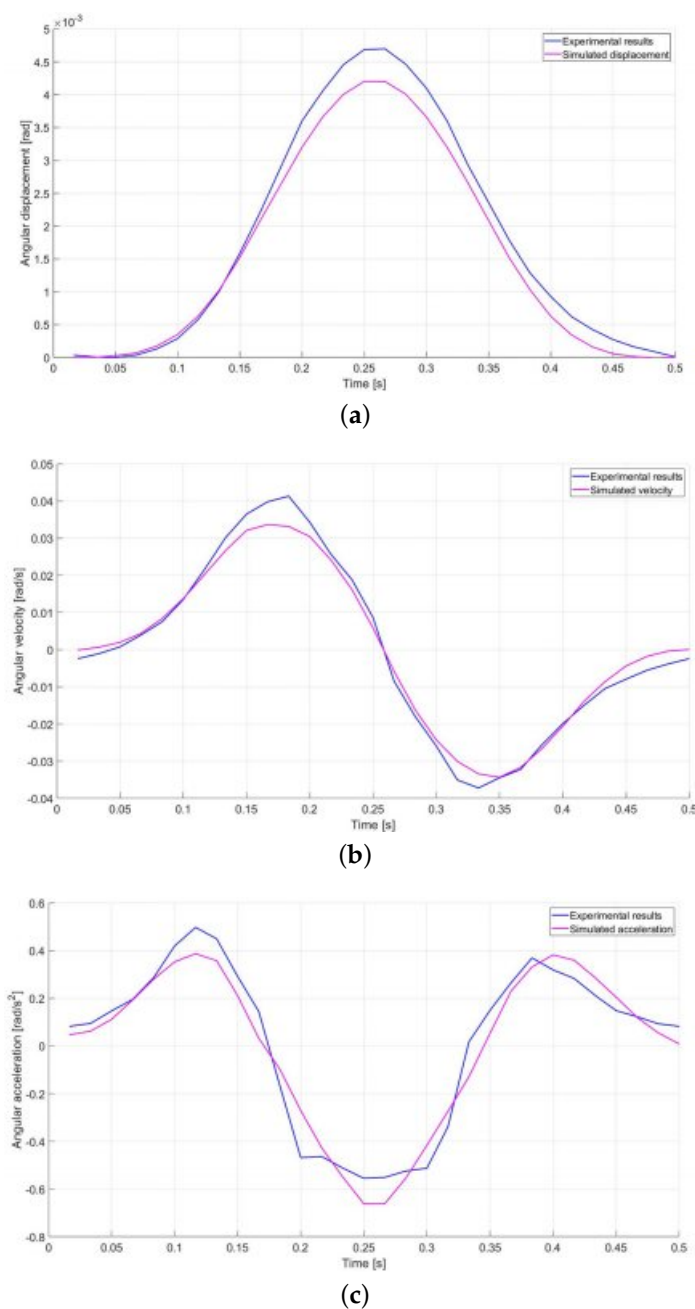 ×10⁻³
5
4.5
4
3.5
3
2.5
2
1.5
1
0.5
0
Angular displacement [rad]
Experimental results
Simulated displacement
0 0.05 0.1 0.15 0.2 0.25 0.3 0.35 0.4 0.45 0.5
Time [s]
(a)
0.05
0.04
0.03
0.02
0.01
0
-0.01
-0.02
-0.03
-0.04
Angular velocity [rad/s]
Experimental results
Simulated velocity
0 0.05 0.1 0.15 0.2 0.25 0.3 0.35 0.4 0.45 0.5
Time [s]
(b)
0.6
0.4
0.2
0
-0.2
-0.4
-0.6
-0.8
Angular acceleration [rad/s²]
Experimental results
Simulated acceleration
0 0.05 0.1 0.15 0.2 0.25 0.3 0.35 0.4 0.45 0.5
Time [s]
(c)